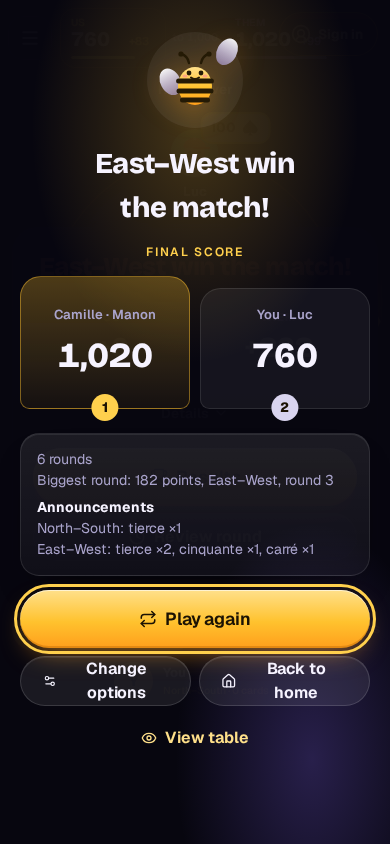 East–West win
the match!
FINAL SCORE
Camille · Manon
1,020
1
You · Luc
760
2
6 rounds
Biggest round: 182 points, East–West, round 3
Announcements
North–South: tierce ×1
East–West: tierce ×2, cinquante ×1, carré ×1
Play again
Change
options
Back to
home
View table